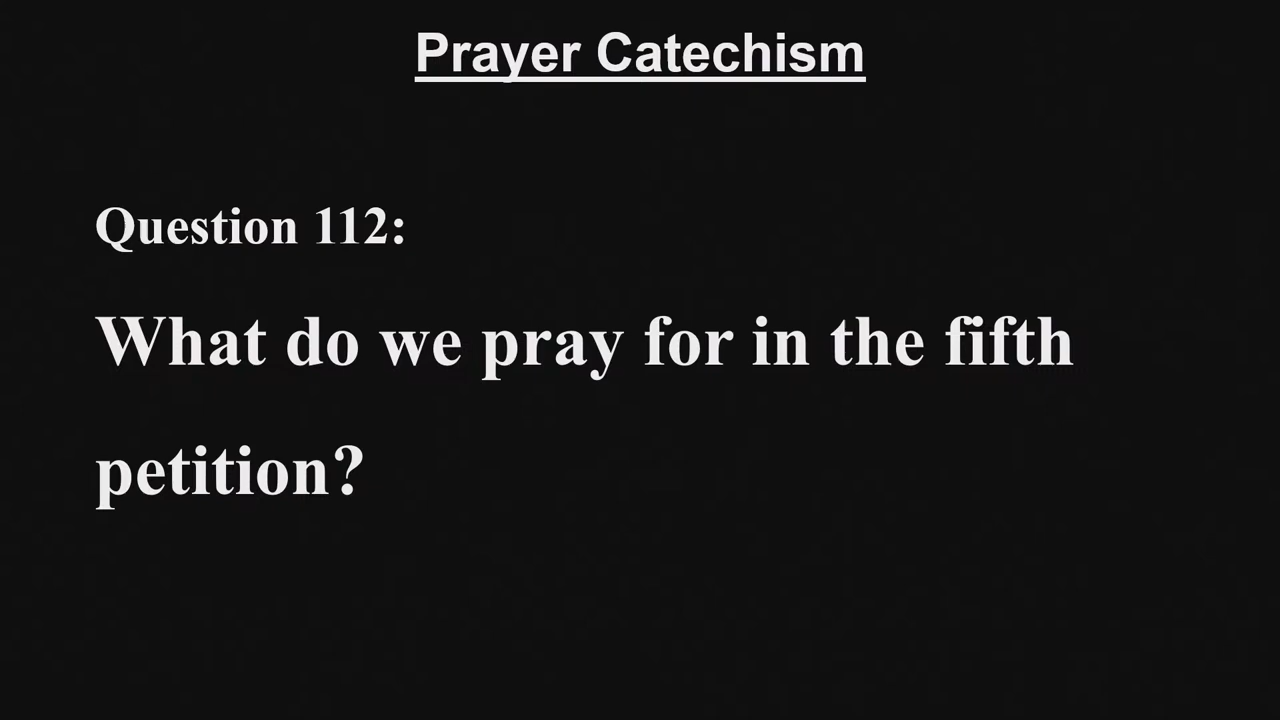 Prayer Catechism
Question 112:
What do we pray for in the fifth
petition?